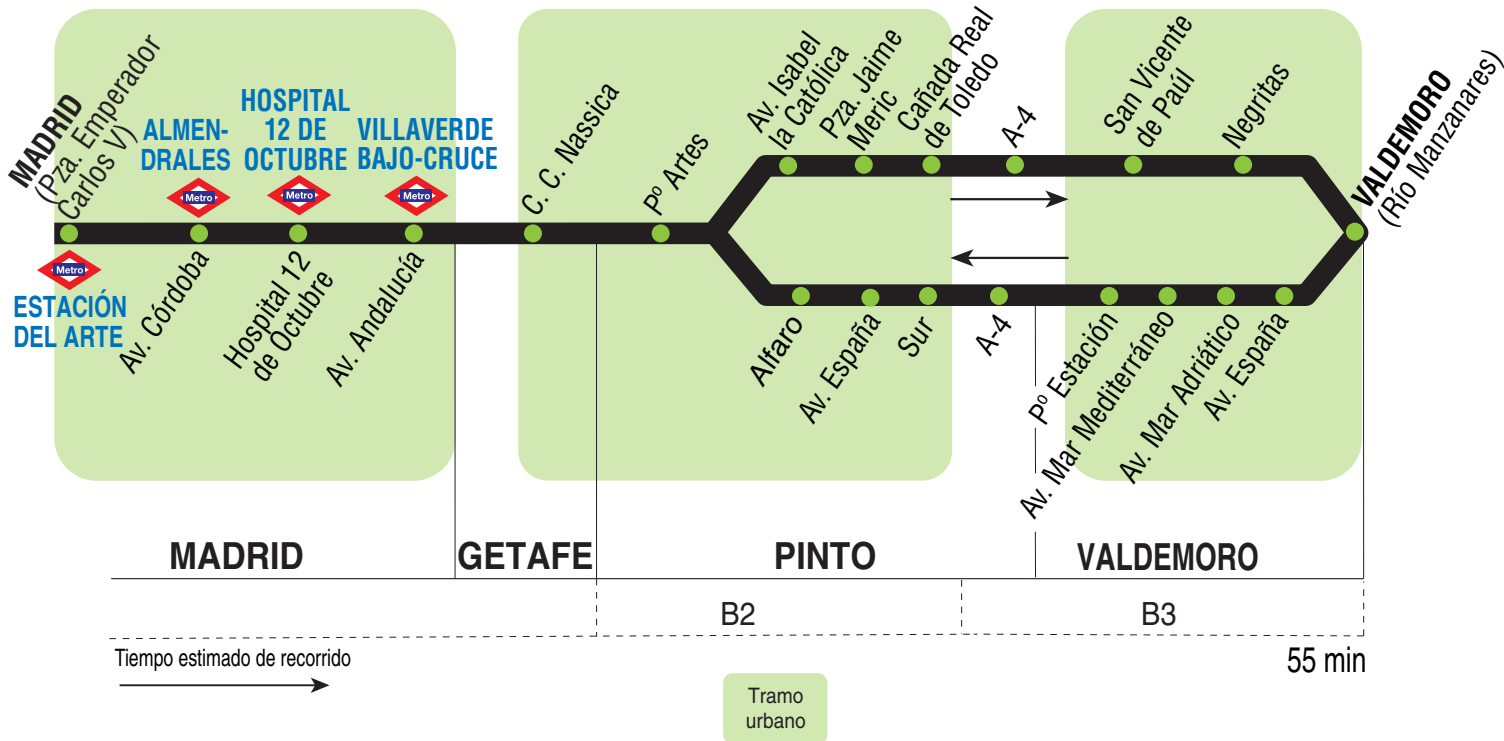 MADRID
(Pza. Emperador
Carlos V)
ALMEN-
DRALES
HOSPITAL
12 DE
OCTUBRE
VILLAVERDE
BAJO-CRUCE
Metro
Metro
Metro
Metro
ESTACIÓN
DEL ARTE
Av. Córdoba
Hospital 12
de Octubre
Av. Andalucía
C. C. Nassica
Pº Artes
Av. Isabel
la Católica
Pza. Jaime
Meric
Cañada Real
de Toledo
A-4
San Vicente
de Paúl
Negritas
VALDEMORO
(Río Manzanares)
Alfaro
Av. España
Sur
A-4
Pº Estación
Av. Mar Mediterráneo
Av. Mar Adriático
Av. España
MADRID
GETAFE
PINTO
VALDEMORO
B2
B3
Tiempo estimado de recorrido
55 min
Tramo
urbano